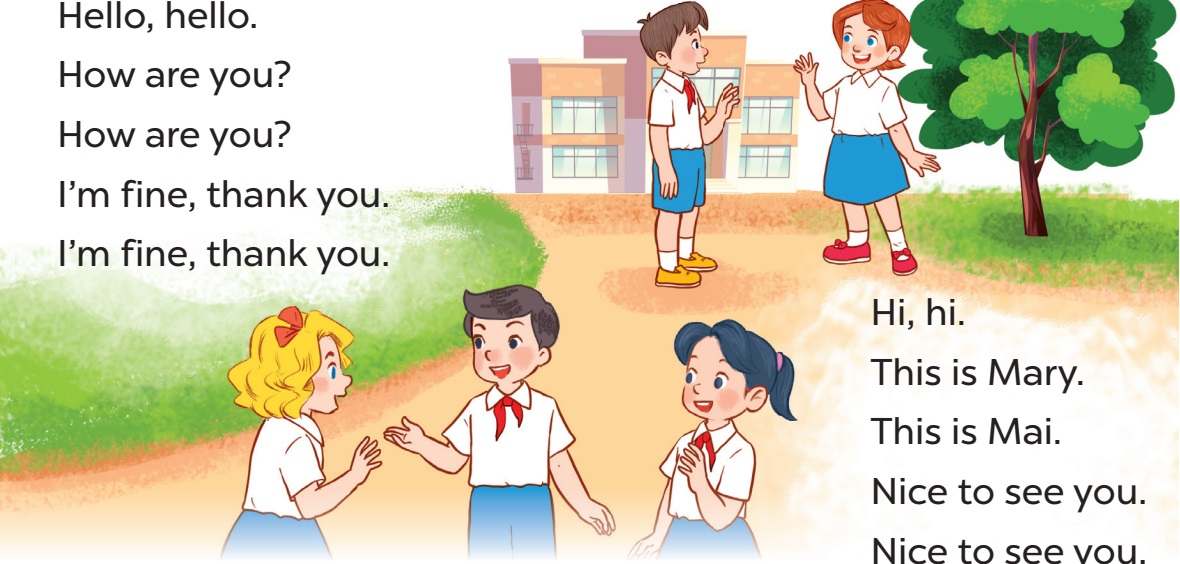 Hello, hello.
How are you?
How are you?
I’m fine, thank you.
I’m fine, thank you.
Hi, hi.
This is Mary.
This is Mai.
Nice to see you.
Nice to see you.